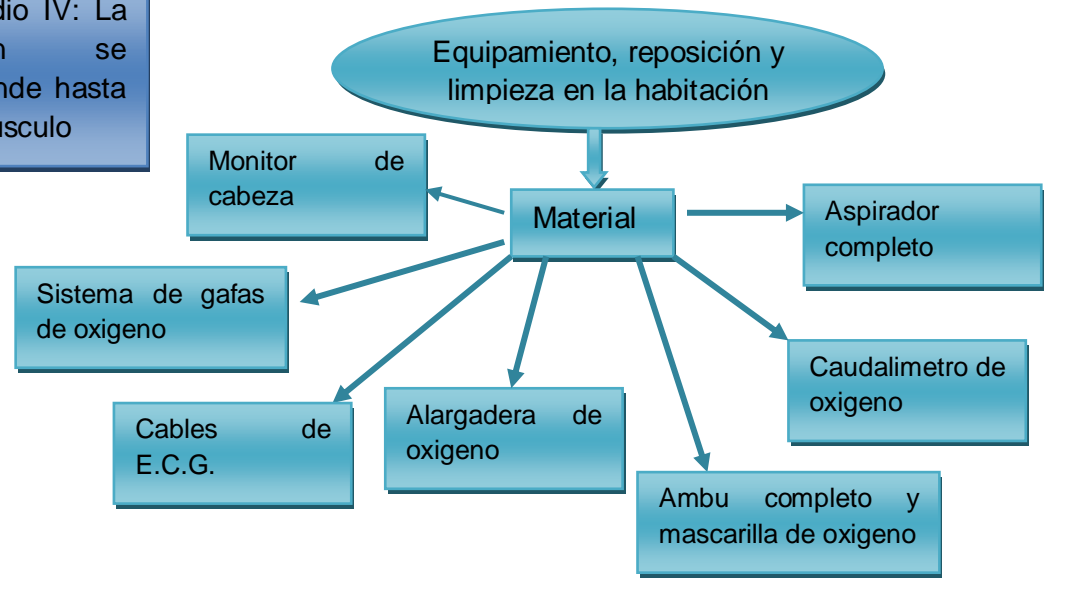 dio IV: La
se
nde hasta
Equipamiento, reposición y
limpieza en la habitación
Monitor de
cabeza
Material
Aspirador
completo
Sistema de gafas
de oxigeno
Caudalimetro de
oxigeno
Cables de
E.C.G.
Alargadera de
oxigeno
Ambu completo y
mascarilla de oxigeno